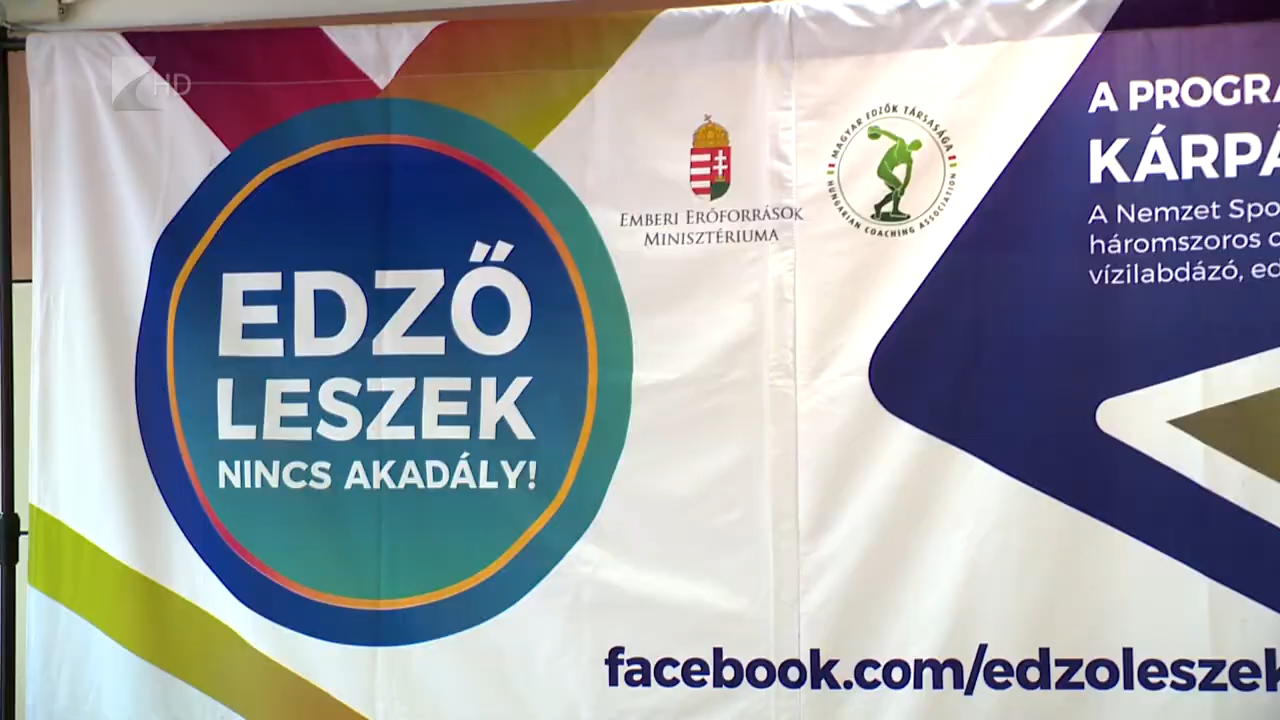 HD
EDZŐ
LESZEK
NINCS AKADÁLY!
EMBERI ERŐFORRÁSOK
MINISZTÉRIUMA
MAGYAR EDZŐK TÁRSASÁGA
HUNGARIAN COACHING ASSOCIATION
A PROGRA
KÁRPÁ
A Nemzet Spo
háromszoros o
vízilabdázó, ed
facebook.com/edzoleszek